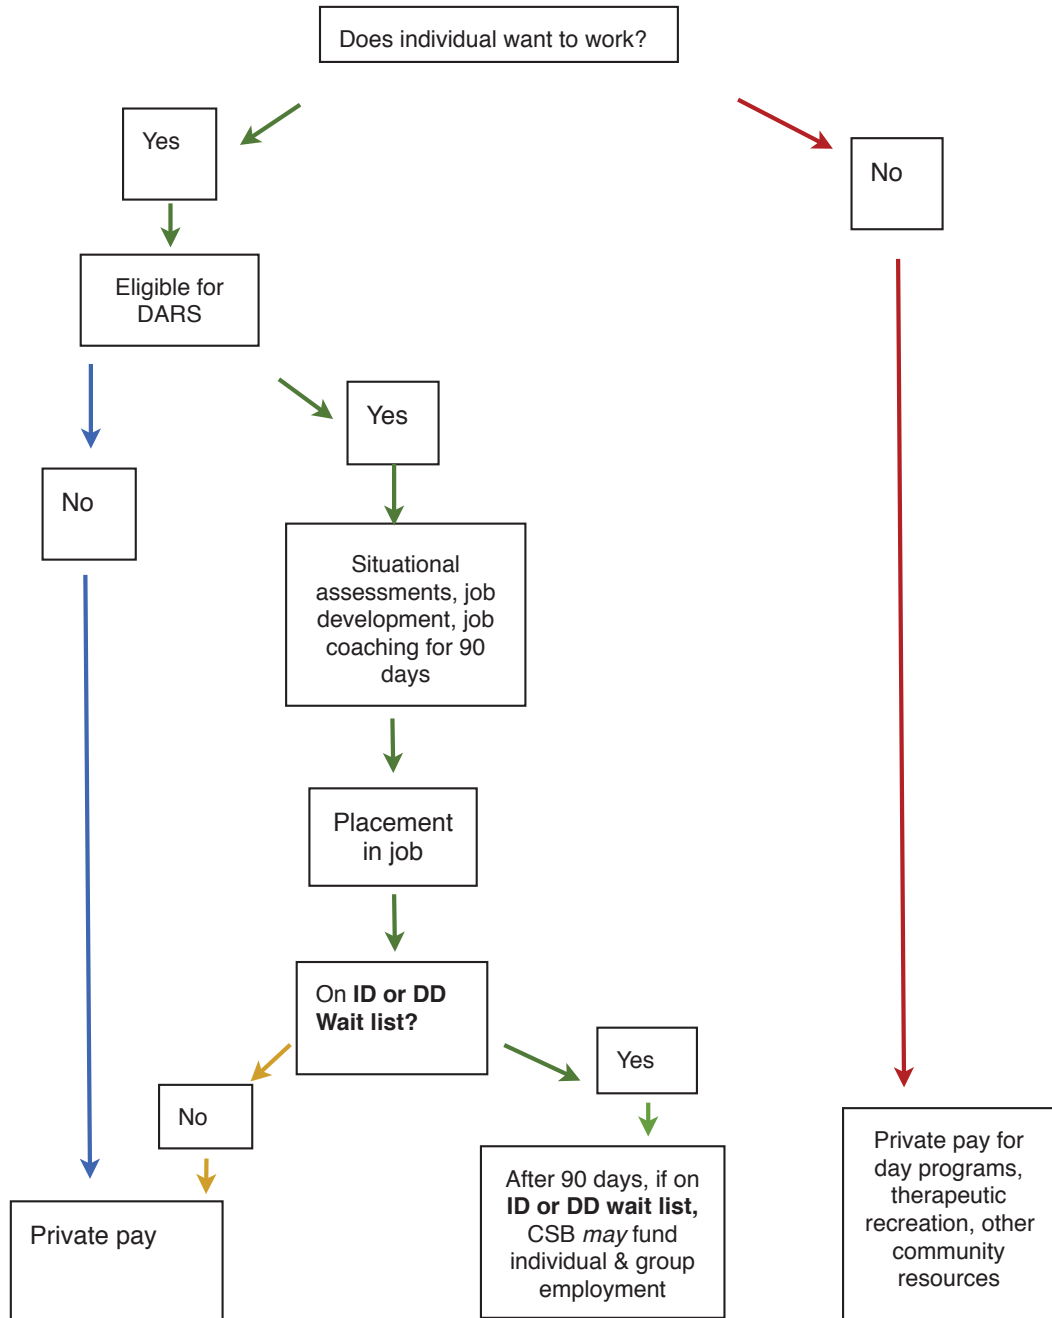 Does individual want to work?
Yes
No
Eligible for
DARS
Yes
No
Situational
assessments, job
development, job
coaching for 90
days
Placement
in job
On ID or DD
Wait list?
Yes
No
After 90 days, if on
ID or DD wait list,
CSB may fund
individual & group
employment
Private pay
Private pay for
day programs,
therapeutic
recreation, other
community
resources